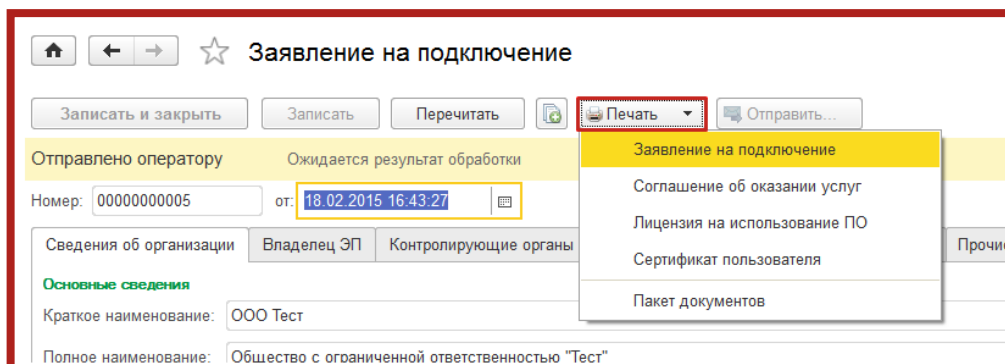 Заявление на подключение
Записать и закрыть Записать Перечитать Печать Отправить...
Заявление на подключение
Отправлено оператору Ожидается результат обработки
Соглашение об оказании услуг
Номер: 00000000005 от: 18.02.2015 16:43:27
Лицензия на использование ПО
Сведения об организации Владелец ЭП Контролирующие органы
Сертификат пользователя
Основные сведения
Пакет документов
Краткое наименование: ООО Тест
Полное наименование: Общество с ограниченной ответственностью "Тест"